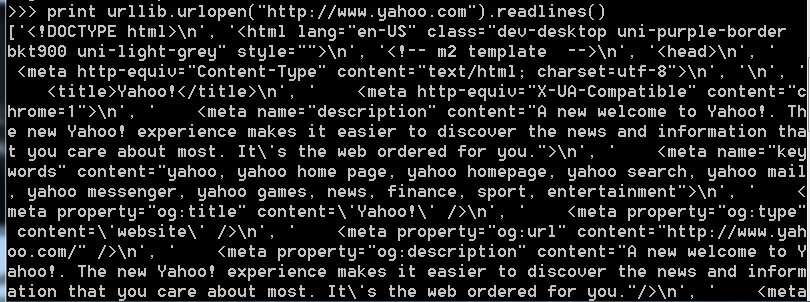 >>> print urllib.urlopen("http://www.yahoo.com").readlines()
['<!DOCTYPE html>\n', '<html lang="en-US" class="dev-desktop uni-purple-border
bkt900 uni-light-grey" style="">\n', '<!-- m2 template  -->\n', '<head>\n', '
 <meta http-equiv="Content-Type" content="text/html; charset=utf-8">\n', '\n', '
    <title>Yahoo!</title>\n', '    <meta http-equiv="X-UA-Compatible" content="c
hrome=1">\n', '    <meta name="description" content="A new welcome to Yahoo!. Th
e new Yahoo! experience makes it easier to discover the news and information tha
t you care about most. It\'s the web ordered for you.">\n', '    <meta name="key
words" content="yahoo, yahoo home page, yahoo homepage, yahoo search, yahoo mail
, yahoo messenger, yahoo games, news, finance, sport, entertainment">\n', '    <
meta property="og:title" content=\'Yahoo!\' />\n', '    <meta property="og:type"
 content=\'website\' />\n', '    <meta property="og:url" content="http://www.yah
oo.com/" />\n', '    <meta property="og:description" content="A new welcome to Y
ahoo!. The new Yahoo! experience makes it easier to discover the news and inform
ation that you care about most. It\'s the web ordered for you."/>\n', '    <meta